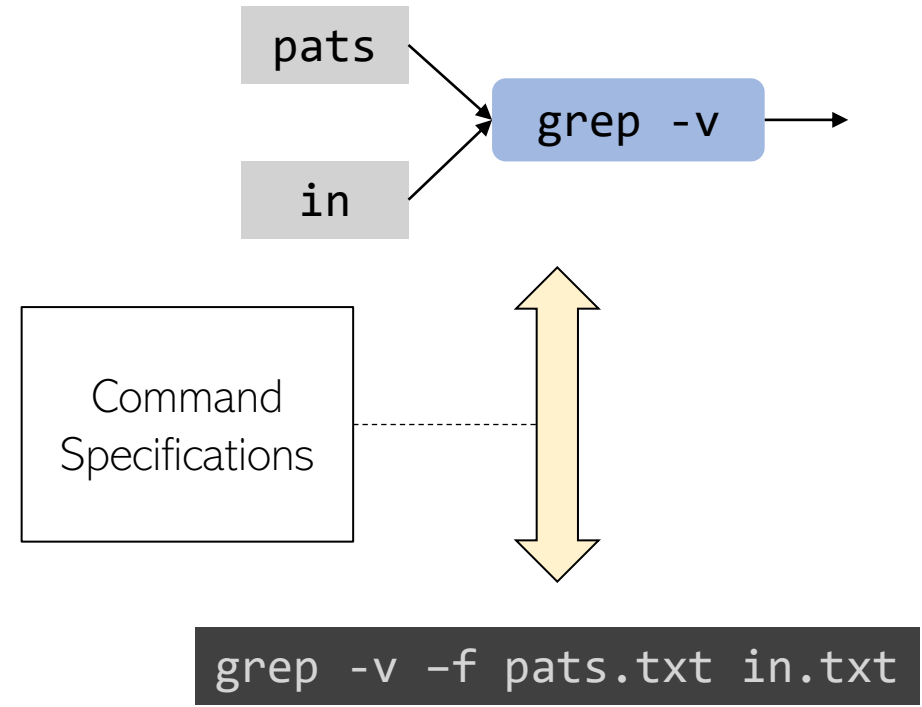 pats
grep -v
in
Command
Specifications
grep -v –f pats.txt in.txt